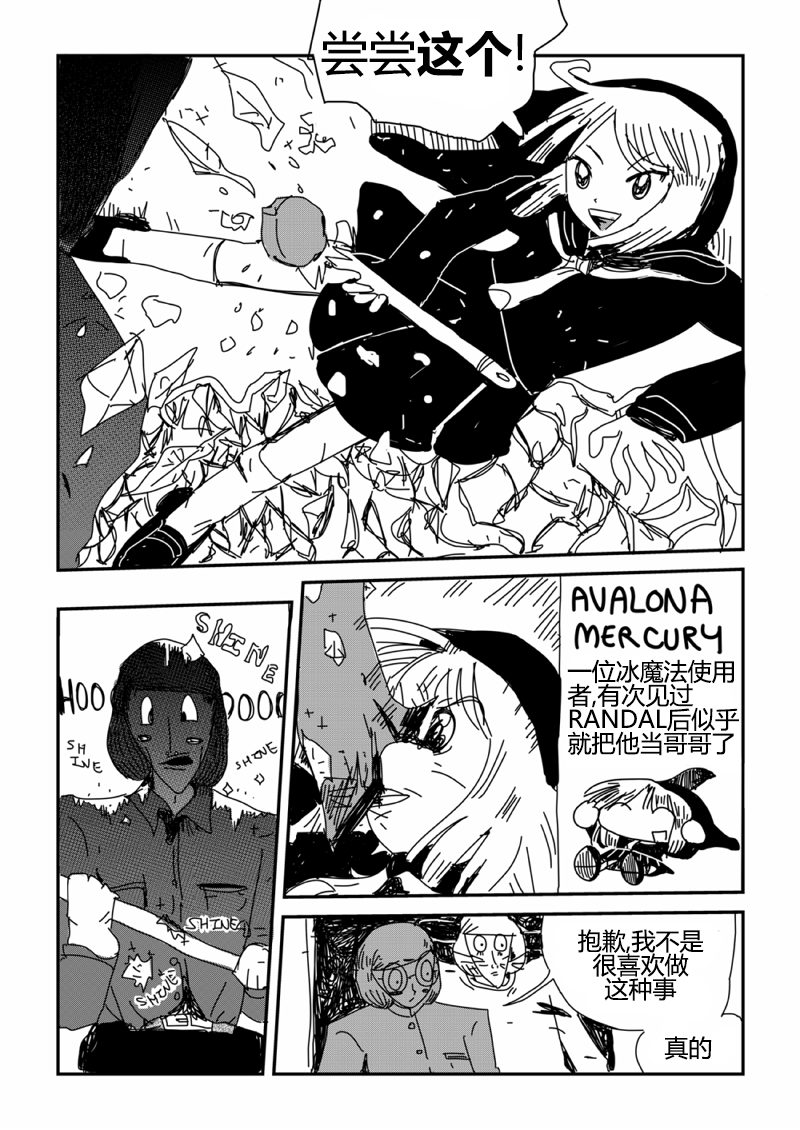 尝尝这个!
AVALONA
MERCURY
一位冰魔法使用
者,有次见过
RANDAL后似乎
就把他当哥哥了
SHINE
HOO
OOOO
SH
INE
SHINE
SHINE
SHINE
抱歉,我不是
很喜欢做
这种事
真的